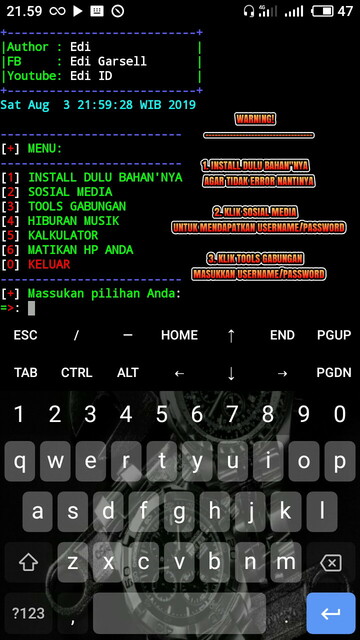 21.59
4G
47
+---------------------------+
|Author : Edi |
|FB : Edi Garsell |
|Youtube: Edi ID |
+---------------------------+
Sat Aug 3 21:59:28 WIB 2019
WARNING!
[+] MENU:
[1] INSTALL DULU BAHAN'NYA
[2] SOSIAL MEDIA
[3] TOOLS GABUNGAN
[4] HIBURAN MUSIK
[5] KALKULATOR
[6] MATIKAN HP ANDA
[0] KELUAR
1. INSTALL DULU BAHAN"NYA
AGAR TIDAK ERROR NANTINYA
2. KLIK SOSIAL MEDIA
UNTUK MENDAPATKAN USERNAME/PASSWORD
3. KLIK TOOLS GABUNGAN
MASUKKAN USERNAME/PASSWORD
[+] Massukan pilihan Anda:
=>:
ESC / — HOME ↑ END PGUP
TAB CTRL ALT ← ↓ → PGDN
1 2 3 4 5 6 7 8 9 0
q w e r t y u i o p
a s d f g h j k l
z x c v b n m
?123 , .